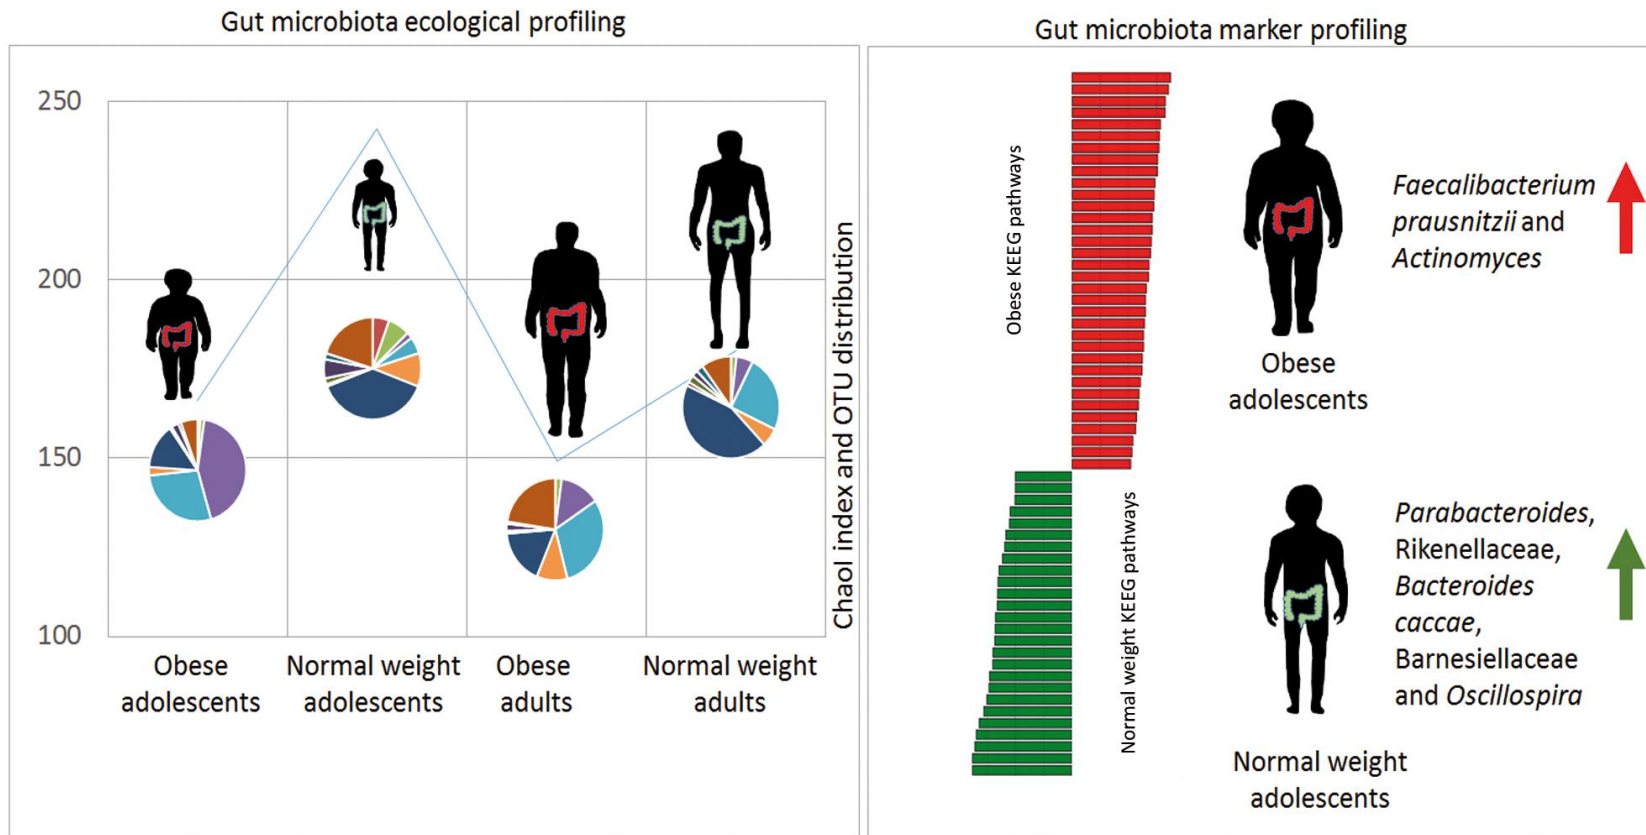 Gut microbiota ecological profiling
250
200
150
100
Obese
adolescents
Normal weight
adolescents
Obese
adults
Normal weight
adults
Chaol index and OTU distribution
Gut microbiota marker profiling
Obese KEEG pathways
Normal weight KEEG pathways
Faecalibacterium
prausnitzii and
Actinomyces
Obese
adolescents
Parabacteroides,
Rikenellaceae,
Bacteroides
caccae,
Barnesiellaceae
and Oscillospira
Normal weight
adolescents